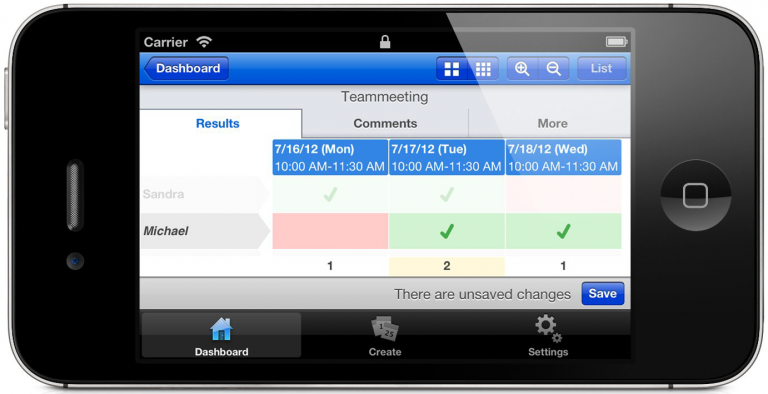 Carrier
Dashboard
List
Teammeeting
Results Comments More
7/16/12 (Mon) 7/17/12 (Tue) 7/18/12 (Wed)
10:00 AM-11:30 AM 10:00 AM-11:30 AM 10:00 AM-11:30 AM
Sandra
Michael
1 2 1
There are unsaved changes Save
1 25
Dashboard Create Settings